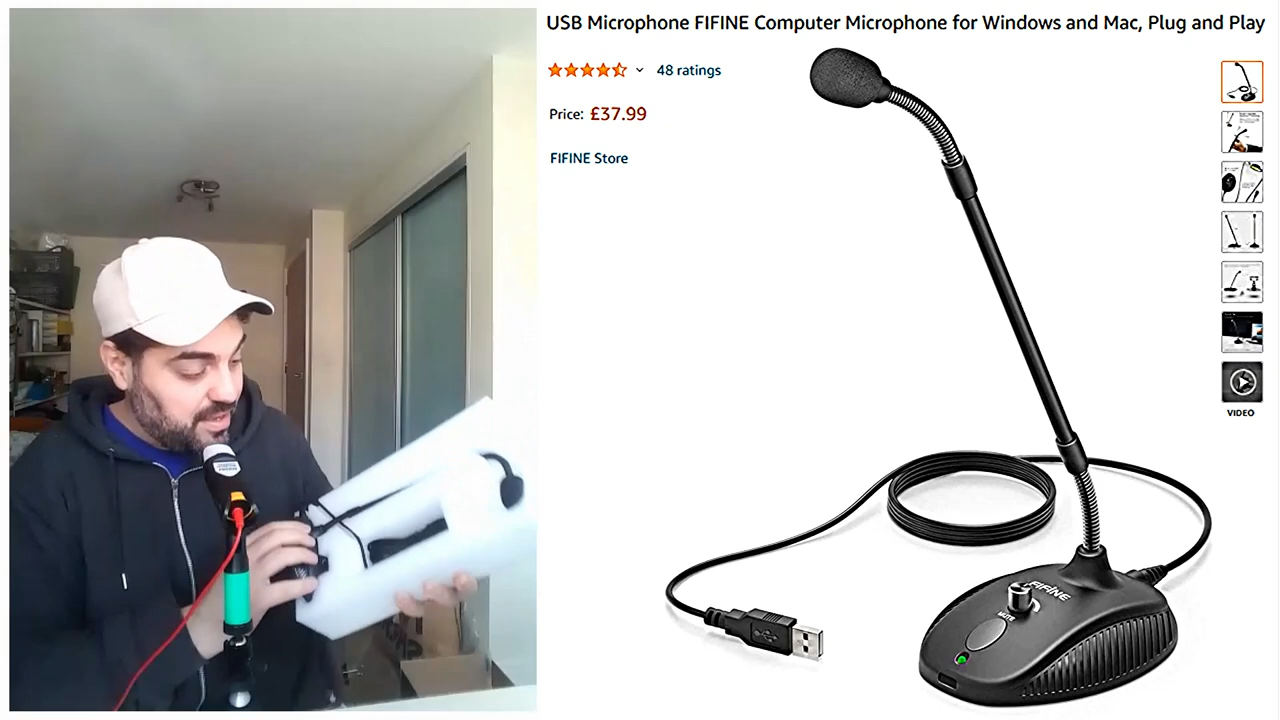 USB Microphone FIFINE Computer Microphone for Windows and Mac, Plug and Play
48 ratings
Price: £37.99
FIFINE Store
VIDEO
FIFINE
MUTE